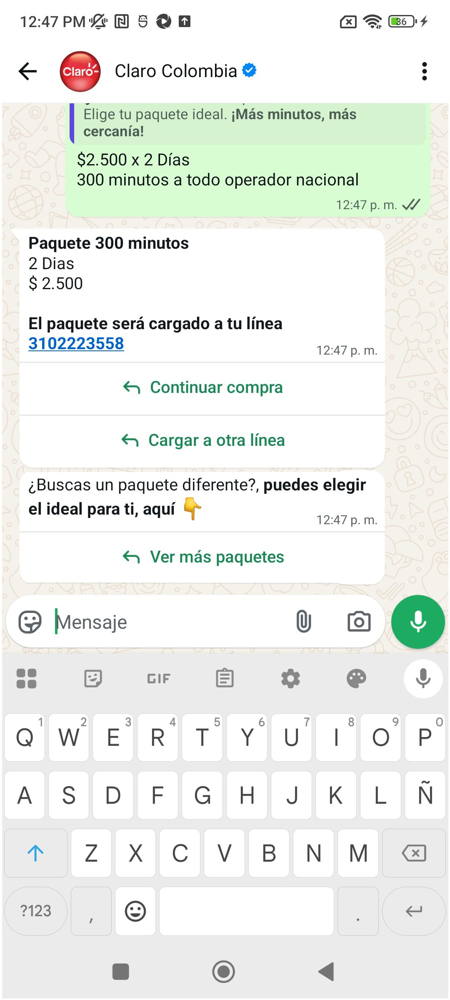 12:47 PM
36
Claro
Claro Colombia
Elige tu paquete ideal. ¡Más minutos, más
cercanía!
$2.500 x 2 Días
300 minutos a todo operador nacional
12:47 p. m.
Paquete 300 minutos
2 Dias
$ 2.500
El paquete será cargado a tu línea
3102223558
12:47 p. m.
Continuar compra
Cargar a otra línea
¿Buscas un paquete diferente?, puedes elegir
el ideal para ti, aquí 👇
12:47 p. m.
Ver más paquetes
Mensaje
GIF
1 2 3 4 5 6 7 8 9 0
Q W E R T Y U I O P
A S D F G H J K L Ñ
Z X C V B N M
?123 , .